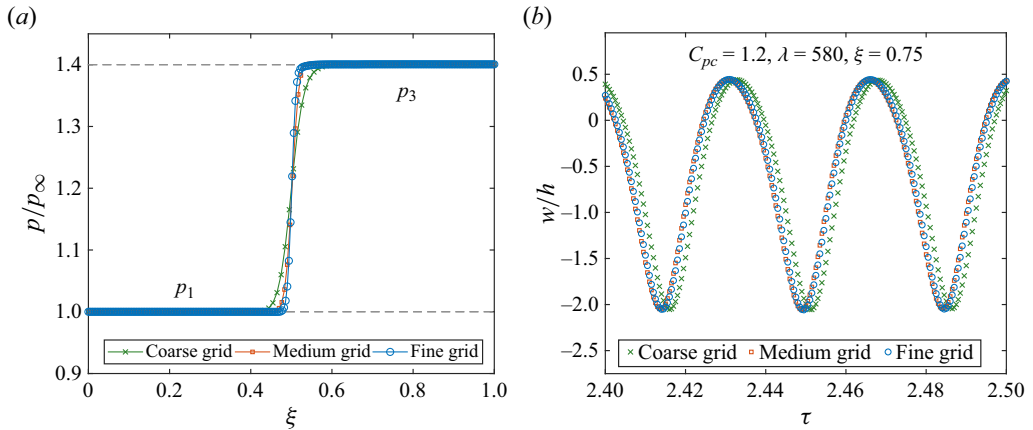 (a)
1.4
1.3
1.2
1.1
1.0
0.9
p/p∞
p1
p3
Coarse grid Medium grid Fine grid
0 0.2 0.4 0.6 0.8 1.0
ξ
(b)
Cpc = 1.2, λ = 580, ξ = 0.75
0.5
0
−0.5
−1.0
−1.5
−2.0
−2.5
w/h
Coarse grid Medium grid Fine grid
2.40 2.42 2.44 2.46 2.48 2.50
τ